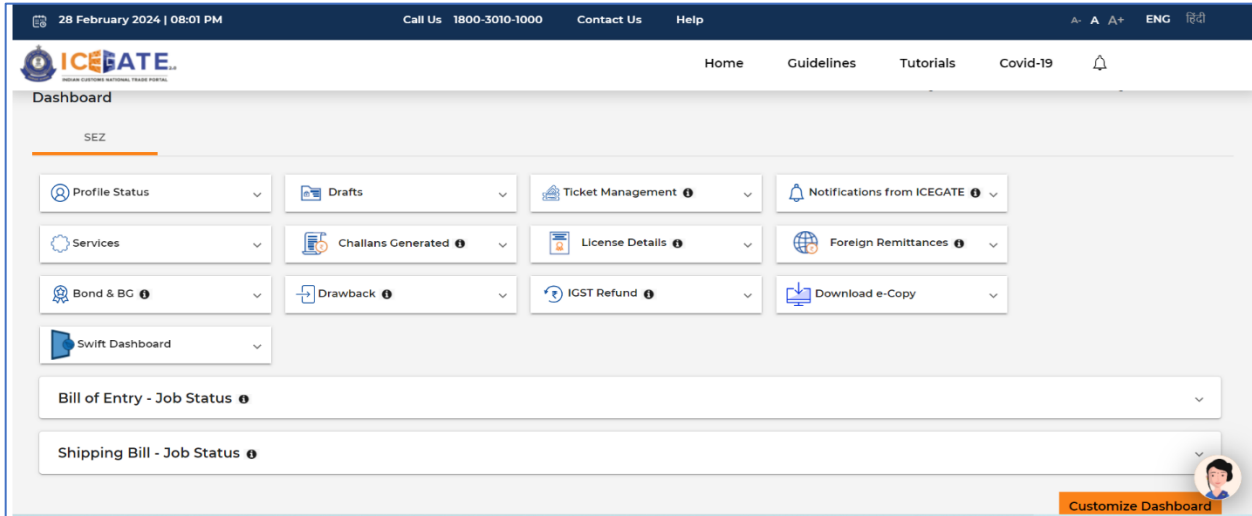 28 February 2024 | 08:01 PM Call Us 1800-3010-1000 Contact Us Help A- A A+ ENG हिंदी
ICEGATE
INDIAN CUSTOMS NATIONAL TRADE PORTAL
Home Guidelines Tutorials Covid-19
Dashboard
SEZ
Profile Status Drafts Ticket Management Notifications from ICEGATE
Services Challans Generated License Details Foreign Remittances
Bond & BG Drawback IGST Refund Download e-Copy
Swift Dashboard
Bill of Entry - Job Status
Shipping Bill - Job Status
Customize Dashboard